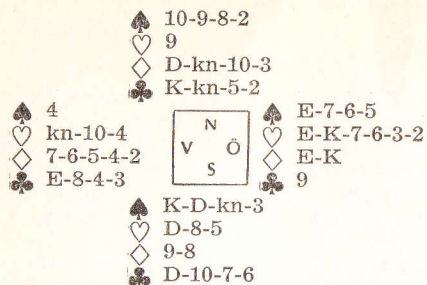 ♠ 10-9-8-2
♡ 9
♢ D-kn-10-3
♣ K-kn-5-2
♠ 4
♡ kn-10-4
♢ 7-6-5-4-2
♣ E-8-4-3
N
V Ö
S
♠ E-7-6-5
♡ E-K-7-6-3-2
♢ E-K
♣ 9
♠ K-D-kn-3
♡ D-8-5
♢ 9-8
♣ D-10-7-6